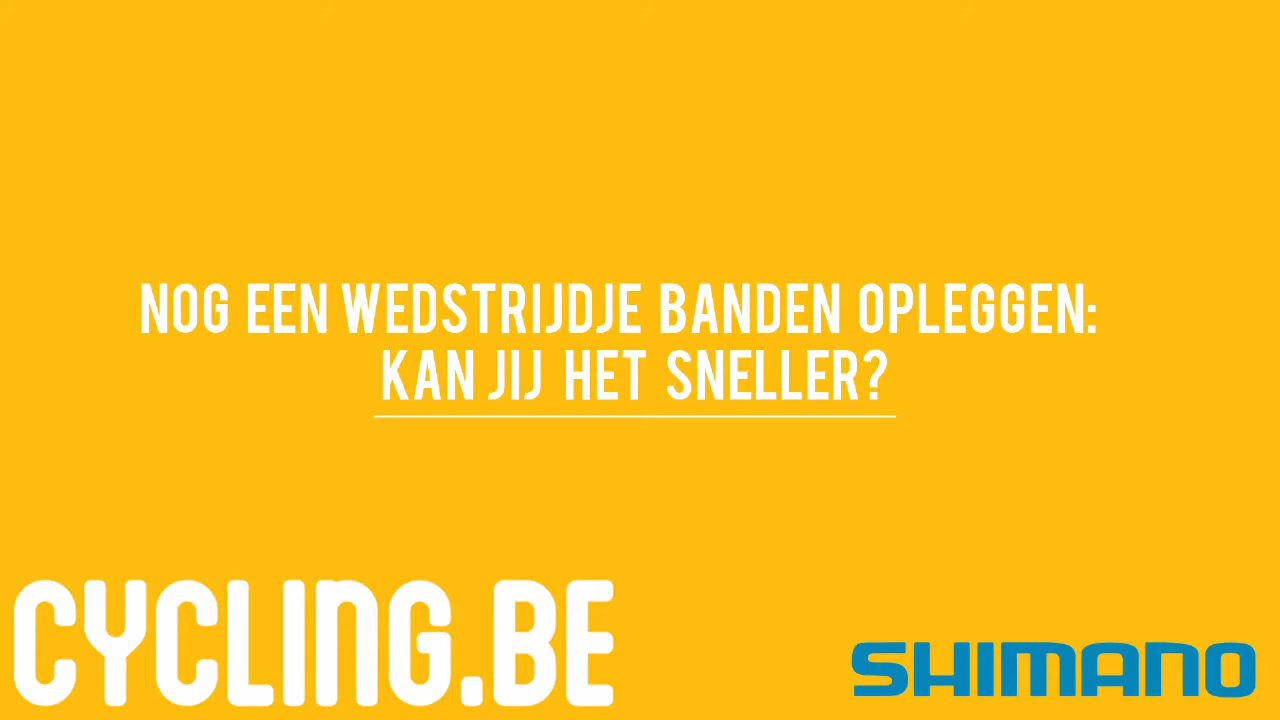 NOG EEN WEDSTRIJDJE BANDEN OPLEGGEN:
KAN JIJ HET SNELLER?
CYCLING.BE
SHIMANO